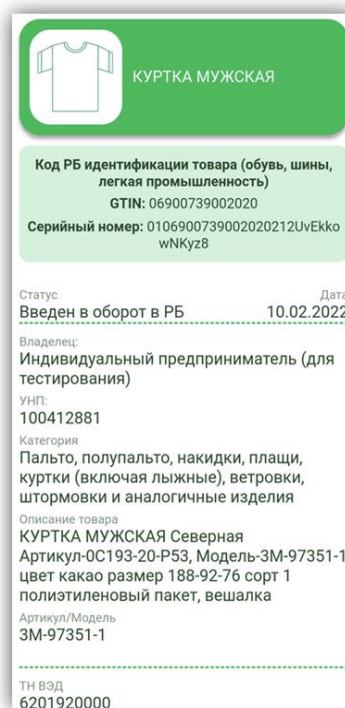 КУРТКА МУЖСКАЯ
Код РБ идентификации товара (обувь, шины,
легкая промышленность)
GTIN: 06900739002020
Серийный номер: 0106900739002020212UvEkko
wNKyz8
Статус
Дата
Введен в оборот в РБ
10.02.2022
Владелец:
Индивидуальный предприниматель (для
тестирования)
УНП:
100412881
Категория
Пальто, полупальто, накидки, плащи,
куртки (включая лыжные), ветровки,
штормовки и аналогичные изделия
Описание товара
КУРТКА МУЖСКАЯ Северная
Артикул-0С193-20-Р53, Модель-3М-97351-1
цвет какао размер 188-92-76 сорт 1
полиэтиленовый пакет, вешалка
Артикул/Модель
3М-97351-1
ТН ВЭД
6201920000